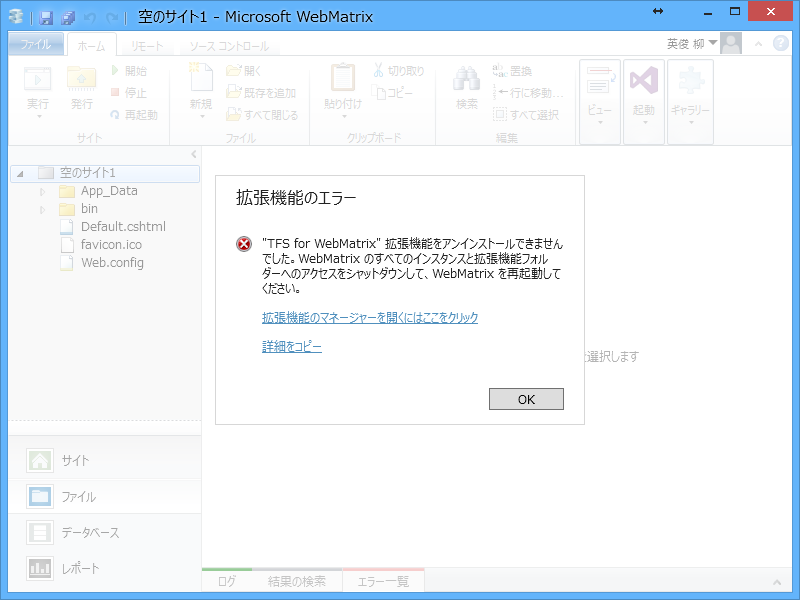 空のサイト1 - Microsoft WebMatrix
ファイル ホーム リモート ソース コントロール 英俊 柳
実行 発行 開始 停止 再起動 サイト
新規 開く 既存を追加 すべて閉じる ファイル
貼り付け 切り取り コピー クリップボード
検索 置換 行に移動... すべて選択 編集
ビュー 起動 ギャラリー
空のサイト1
App_Data
bin
Default.cshtml
favicon.ico
Web.config
拡張機能のエラー
"TFS for WebMatrix" 拡張機能をアンインストールできません
でした。WebMatrix のすべてのインスタンスと拡張機能フォル
ダーへのアクセスをシャットダウンして、WebMatrix を再起動して
ください。
拡張機能のマネージャーを開くにはここをクリック
詳細をコピー
OK
選択します
サイト
ファイル
データベース
レポート
ログ 結果の検索 エラー一覧